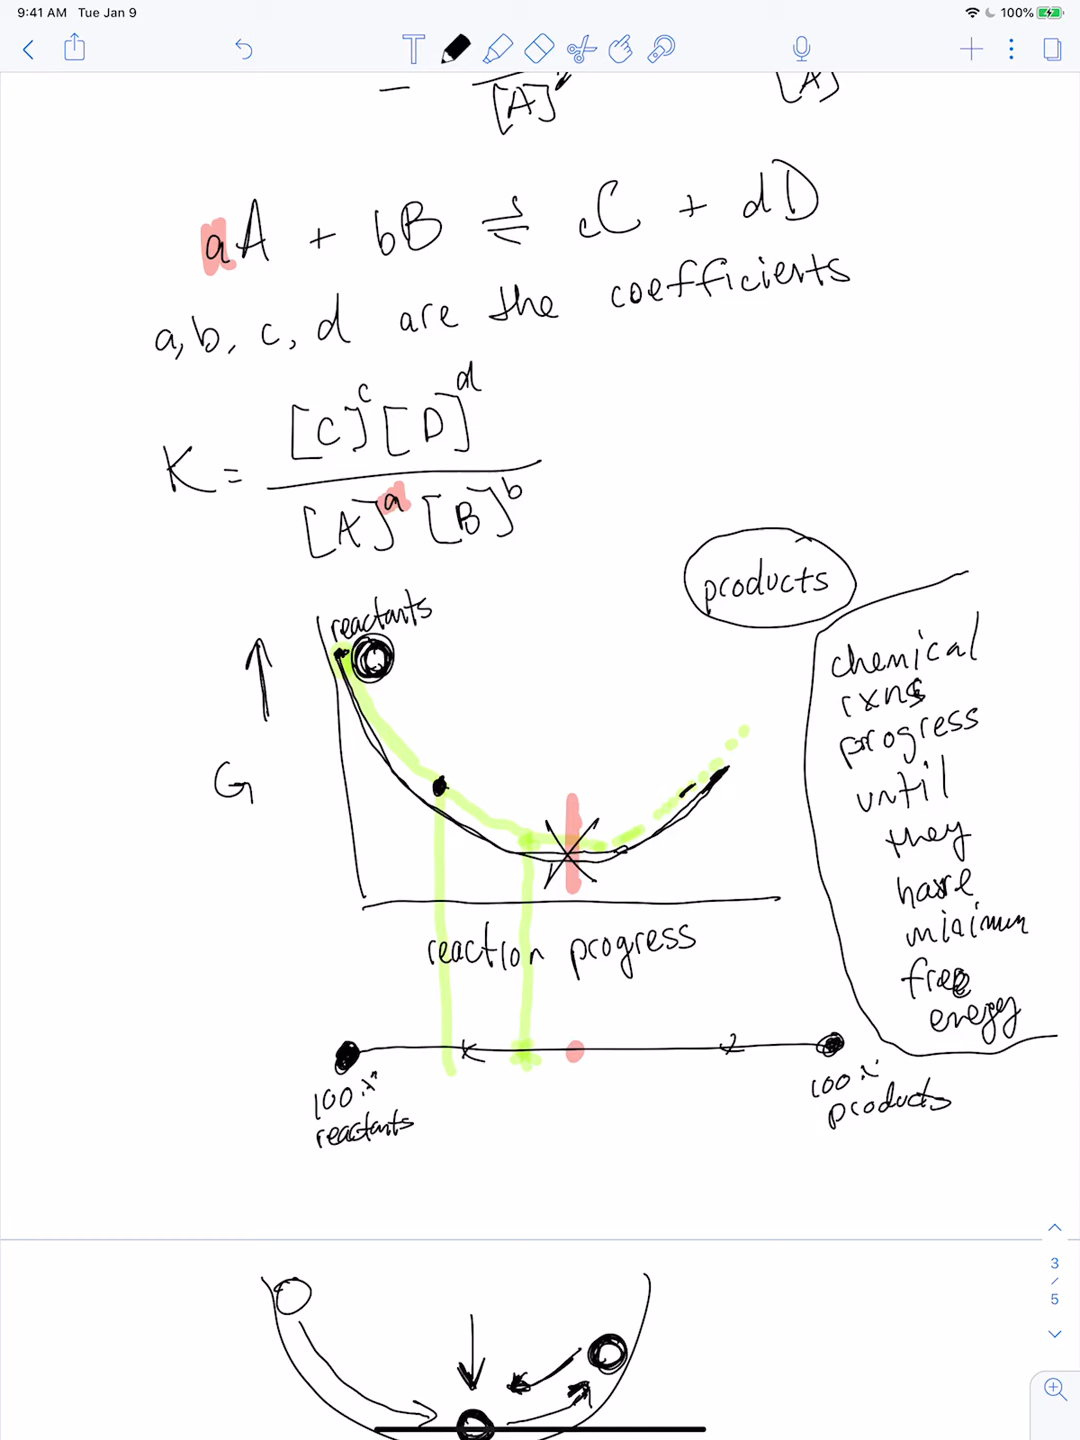 9:41 AM Tue Jan 9
100%
[A]
[A]
aA + bB ⇌ cC + dD
a, b, c, d are the coefficients
K = [C]^c [D]^d
[A]^a [B]^b
products
reactants
G
reaction progress
chemical
rxns
progress
until
they
have
minimum
free
energy
100%
reactants
100%
products
3
/
5